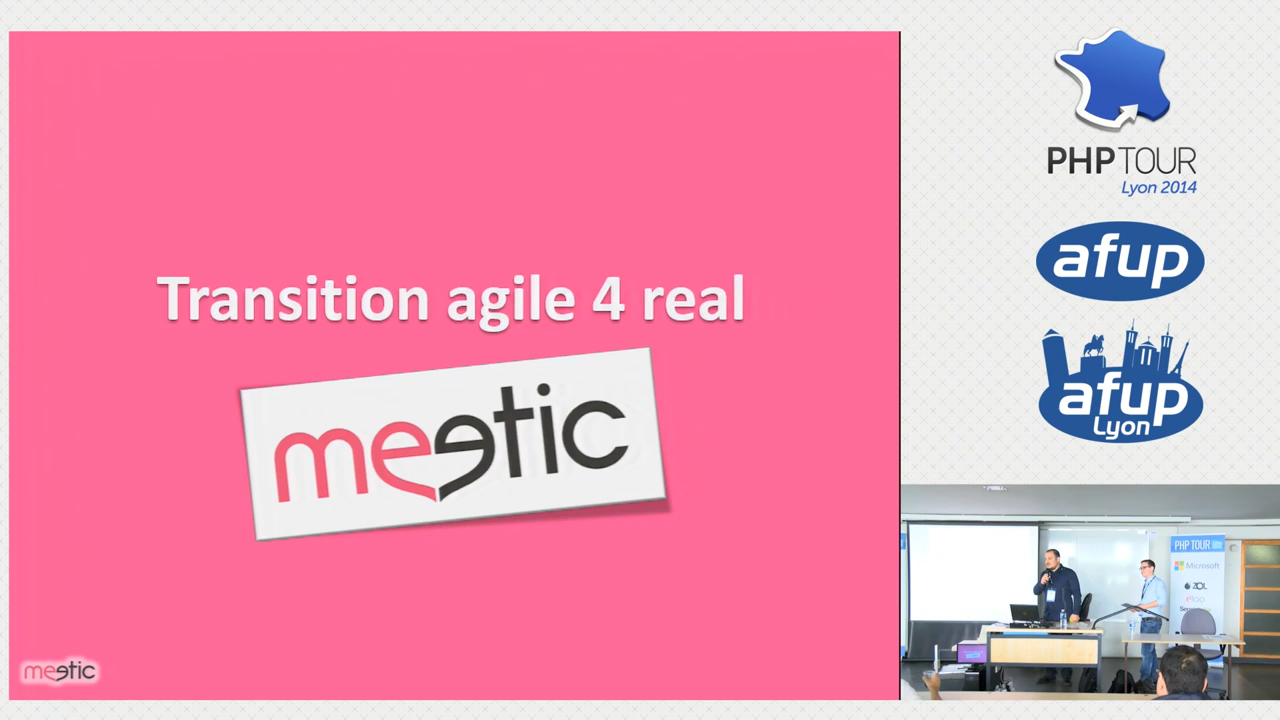 Transition agile 4 real
meetic
meetic
PHP TOUR
Lyon 2014
afup
afup
Lyon
PHP TOUR
Microsoft